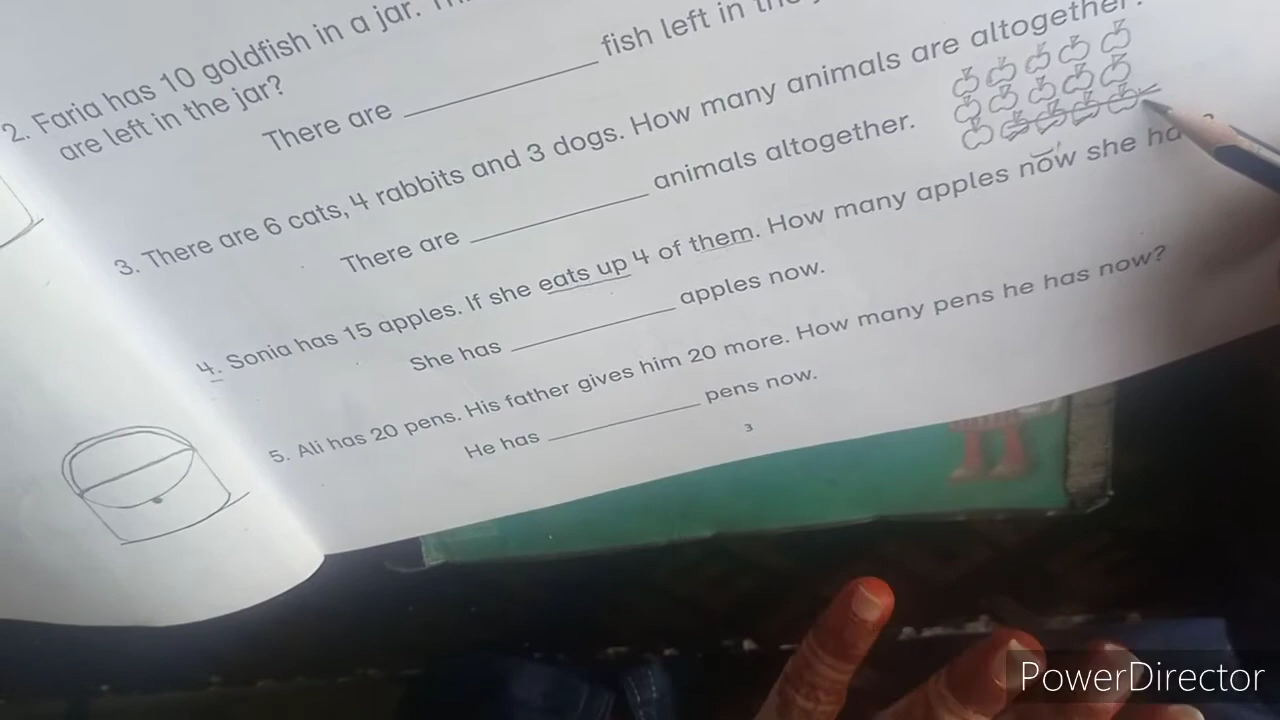 2. Faria has 10 goldfish in a jar.
are left in the jar?
There are __________ fish left in
3. There are 6 cats, 4 rabbits and 3 dogs. How many animals are altogether?
There are __________ animals altogether.
4. Sonia has 15 apples. If she eats up 4 of them. How many apples now she
She has __________ apples now.
5. Ali has 20 pens. His father gives him 20 more. How many pens he has now?
He has __________ pens now.
3
PowerDirector